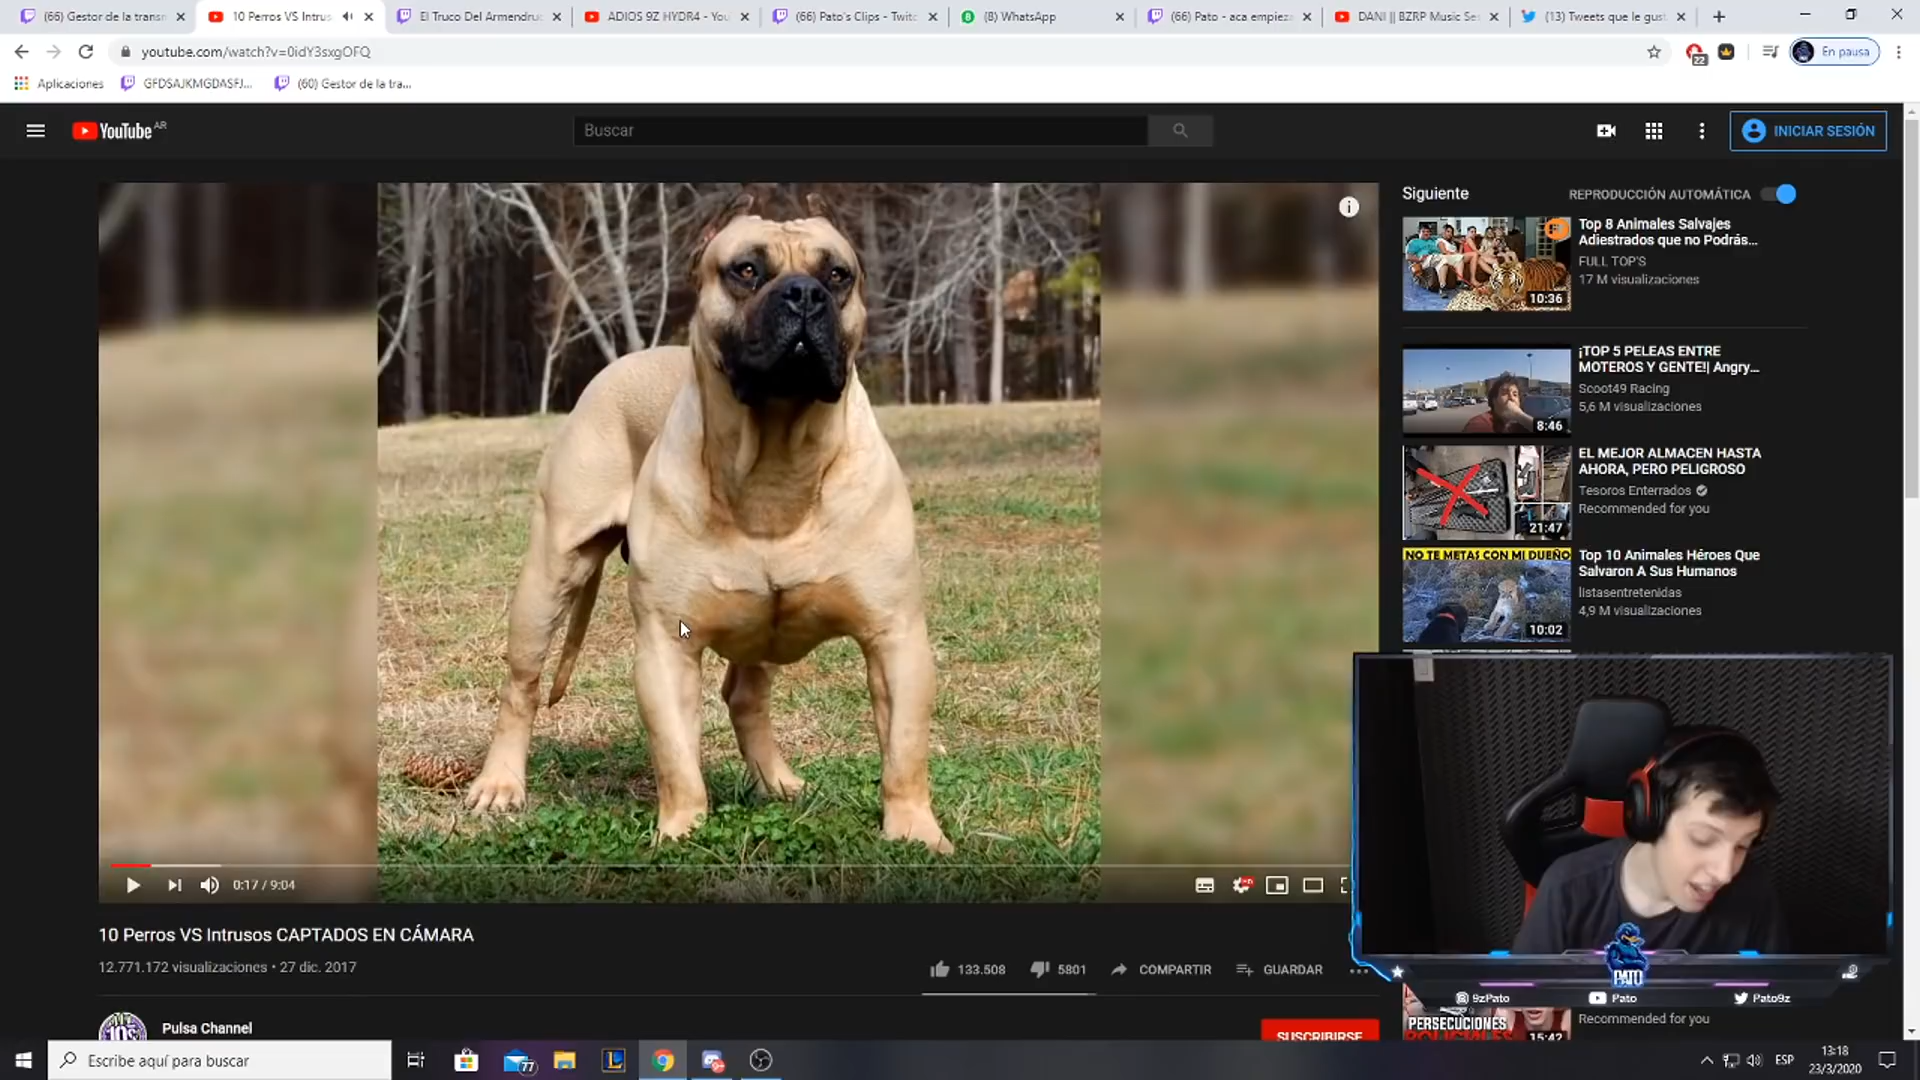 (66) Gestor de la transm
10 Perros VS Intrus
El Truco Del Armendruc
ADIOS 9Z HYDR4 - You
(66) Pato's Clips - Twitc
(8) WhatsApp
(66) Pato - aca empiez
DANI || BZRP Music Se
(13) Tweets que le gust
youtube.com/watch?v=0idY3sxgOFQ
22
En pausa
Aplicaciones
GFDSAJKMGDASFJ...
(60) Gestor de la tra...
YouTube AR
Buscar
INICIAR SESIÓN
Siguiente
REPRODUCCIÓN AUTOMÁTICA
Top 8 Animales Salvajes
Adiestrados que no Podrás...
FULL TOP'S
17 M visualizaciones
10:36
¡TOP 5 PELEAS ENTRE
MOTEROS Y GENTE!| Angry...
Scoot49 Racing
5,6 M visualizaciones
8:46
EL MEJOR ALMACEN HASTA
AHORA, PERO PELIGROSO
Tesoros Enterrados
Recommended for you
21:47
NO TE METAS CON MI DUEÑO
Top 10 Animales Héroes Que
Salvaron A Sus Humanos
listasentretenidas
4,9 M visualizaciones
10:02
0:17 / 9:04
10 Perros VS Intrusos CAPTADOS EN CÁMARA
12.771.172 visualizaciones • 27 dic. 2017
133.508
5801
COMPARTIR
GUARDAR
PATO
9zPato
Pato
Pato9z
PERSECUCIONES
POLICIALES
15:42
Recommended for you
10s
Pulsa Channel
SUSCRIBIRSE
Escribe aquí para buscar
77
ESP
13:18
23/3/2020